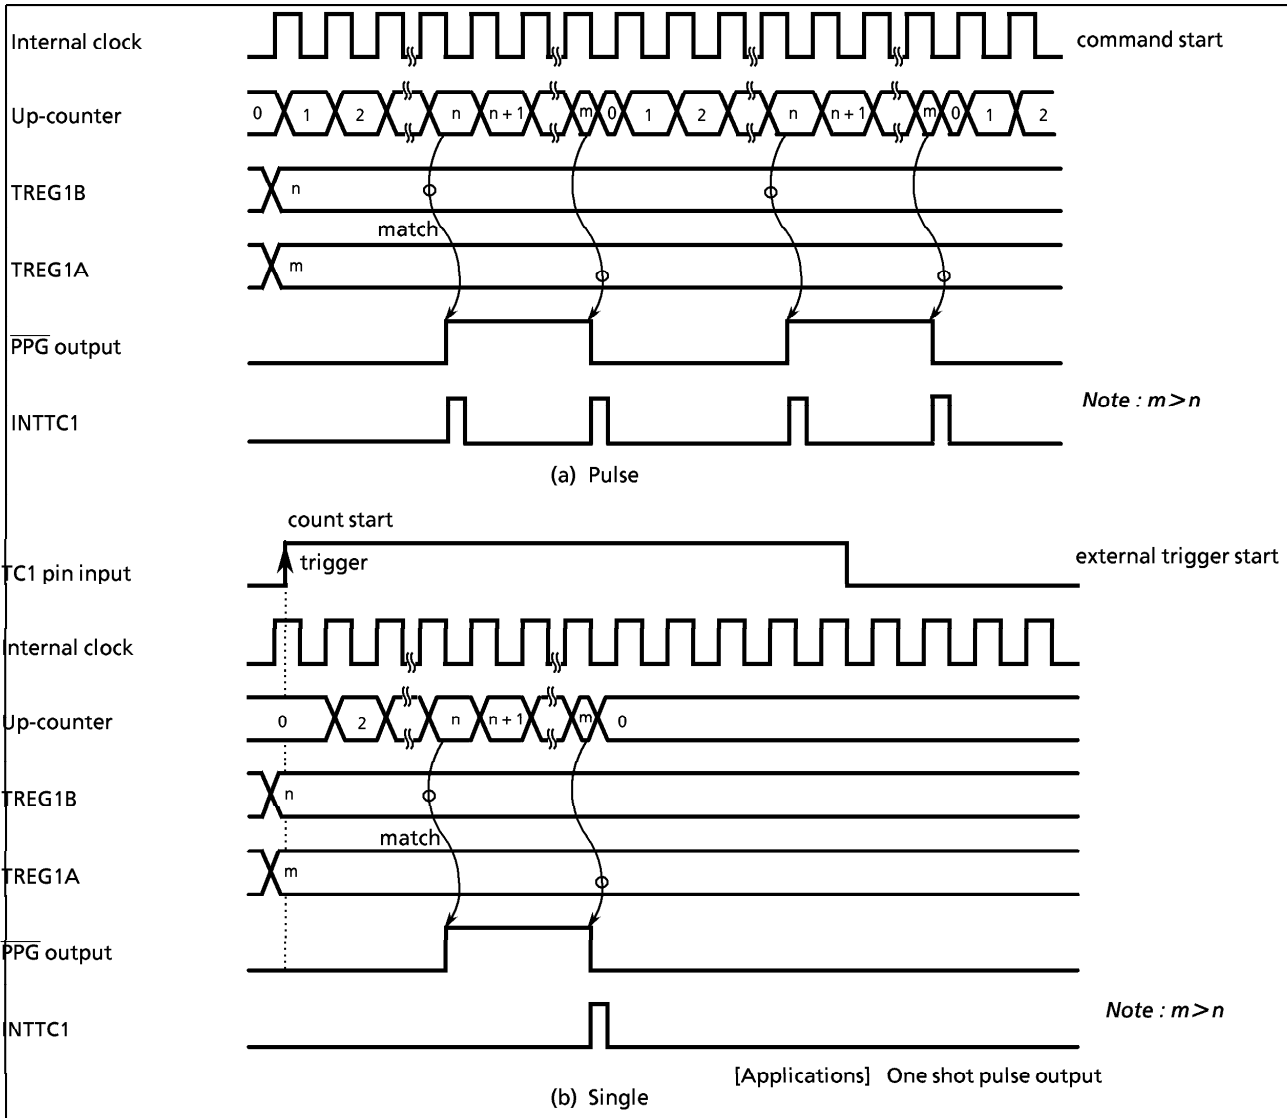 Internal clock
command start
Up-counter 0 1 2 n n + 1 m 0 1 2 n n + 1 m 0 1 2
TREG1B n
match
TREG1A m
PPG output
INTTC1
Note : m>n
(a) Pulse
count start
trigger
TC1 pin input
external trigger start
Internal clock
Up-counter 0 2 n n + 1 m 0
TREG1B n
match
TREG1A m
PPG output
INTTC1
Note : m>n
[Applications] One shot pulse output
(b) Single